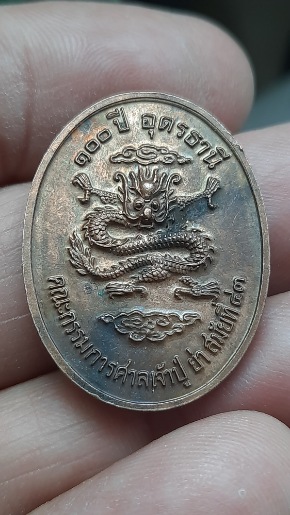 ๑๐๐ ปี อุดรธานี
คณะกรรมการศาลเจ้าปู่ ย่า สมัยที่ ๔๓